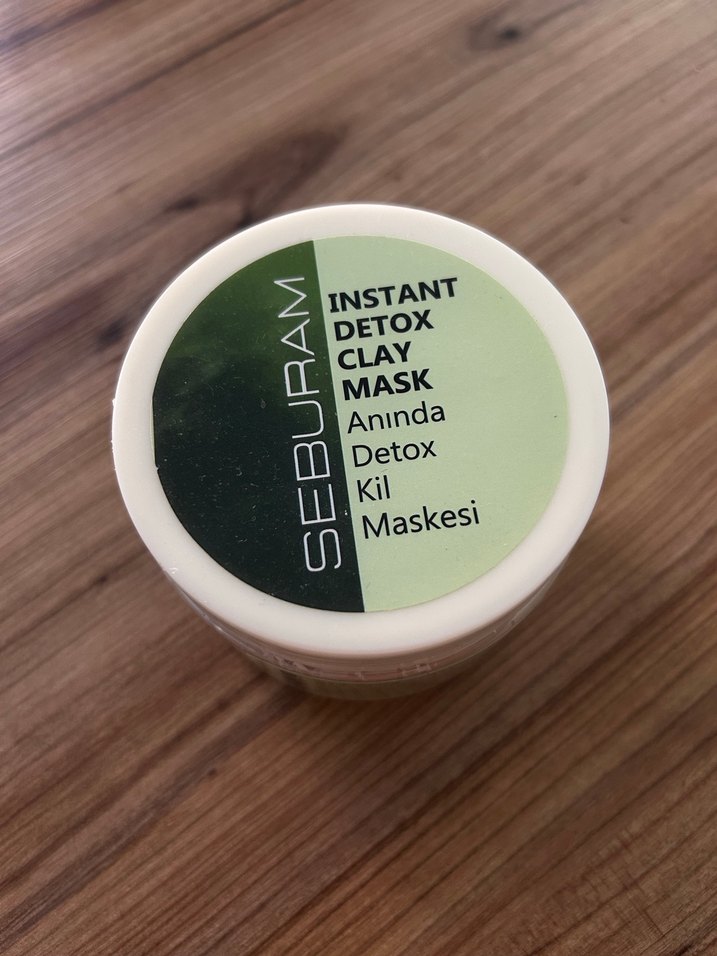 SEBURAM
INSTANT
DETOX
CLAY
MASK
Anında
Detox
Kil
Maskesi